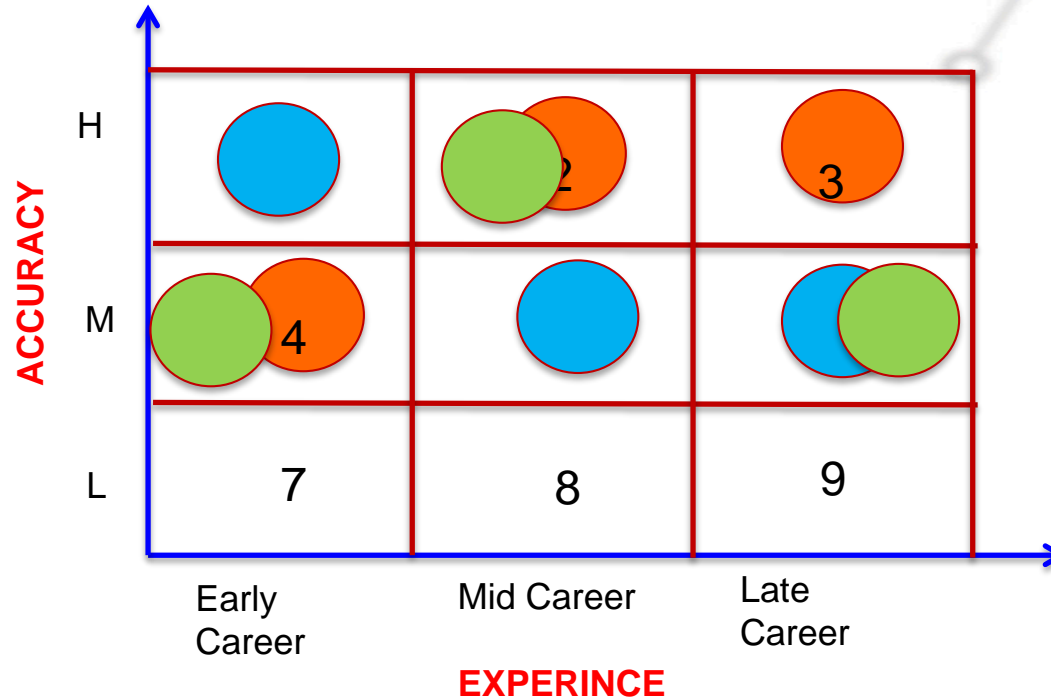 H
2
3
ACCURACY
M
4
L
7
8
9
Early
Career
Mid Career
Late
Career
EXPERINCE